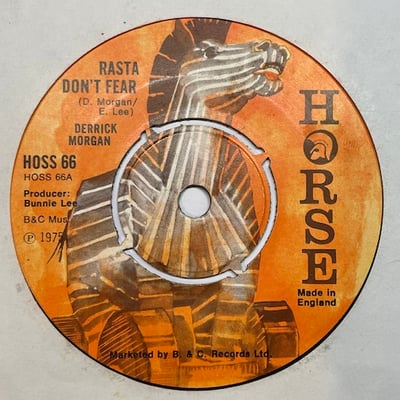 RASTA
DON'T FEAR
(D. Morgan/
E. Lee)
DERRICK
MORGAN
HOSS 66
HOSS 66A
Producer:
Bunnie Lee
B&C Mus
℗ 1975
HORSE
Made in
England
Marketed by B. & C. Records Ltd.